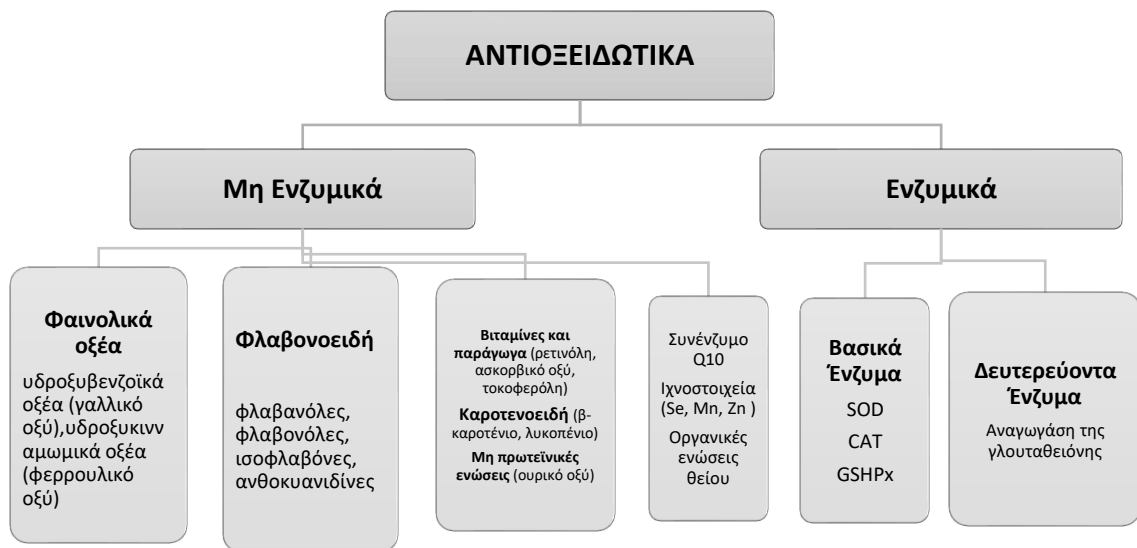 ΑΝΤΙΟΞΕΙΔΩΤΙΚΑ
Μη Ενζυμικά
Ενζυμικά
Φαινολικά
οξέα
υδροξυβενζοϊκά
οξέα (γαλλικό
οξύ),υδροξυκινν
αμωμικά οξέα
(φερρουλικό
οξύ)
Φλαβονοειδή
φλαβανόλες,
φλαβονόλες,
ισοφλαβόνες,
ανθοκυανιδίνες
Βιταμίνες και
παράγωγα (ρετινόλη,
ασκορβικό οξύ,
τοκοφερόλη)
Καροτενοειδή (β-
καροτένιο, λυκοπένιο)
Μη πρωτεϊνικές
ενώσεις (ουρικό οξύ)
Συνένζυμο
Q10
Ιχνοστοιχεία
(Se, Mn, Zn )
Οργανικές
ενώσεις
θείου
Βασικά
Ένζυμα
SOD
CAT
GSHPx
Δευτερεύοντα
Ένζυμα
Αναγωγάση της
γλουταθειόνης